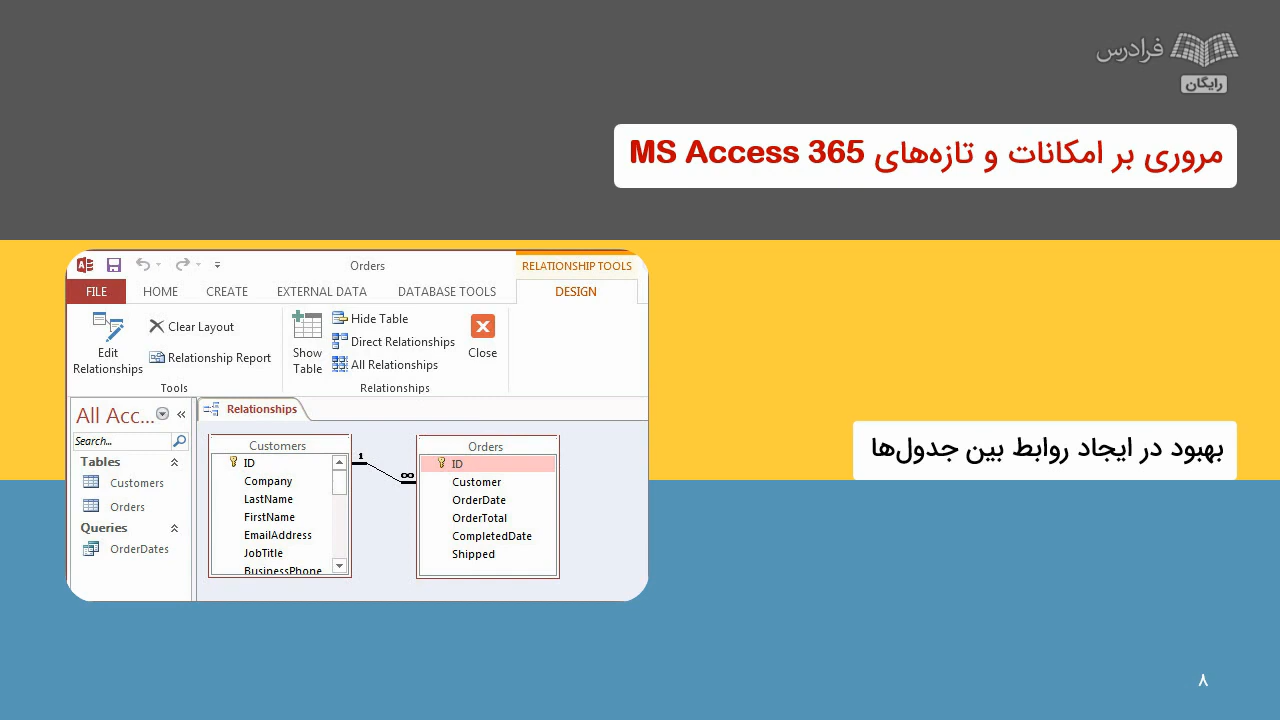 فرادرس
رایگان
مروری بر امکانات و تازه‌های MS Access 365
Orders
RELATIONSHIP TOOLS
FILE HOME CREATE EXTERNAL DATA DATABASE TOOLS DESIGN
Edit Relationships
Clear Layout
Relationship Report
Tools
Show Table
Hide Table
Direct Relationships
All Relationships
Close
Relationships
All Acc...
Search...
Tables
Customers
Orders
Queries
OrderDates
Relationships
Customers
ID
Company
LastName
FirstName
EmailAddress
JobTitle
BusinessPhone
1
∞
Orders
ID
Customer
OrderDate
OrderTotal
CompletedDate
Shipped
بهبود در ایجاد روابط بین جدول‌ها
۸